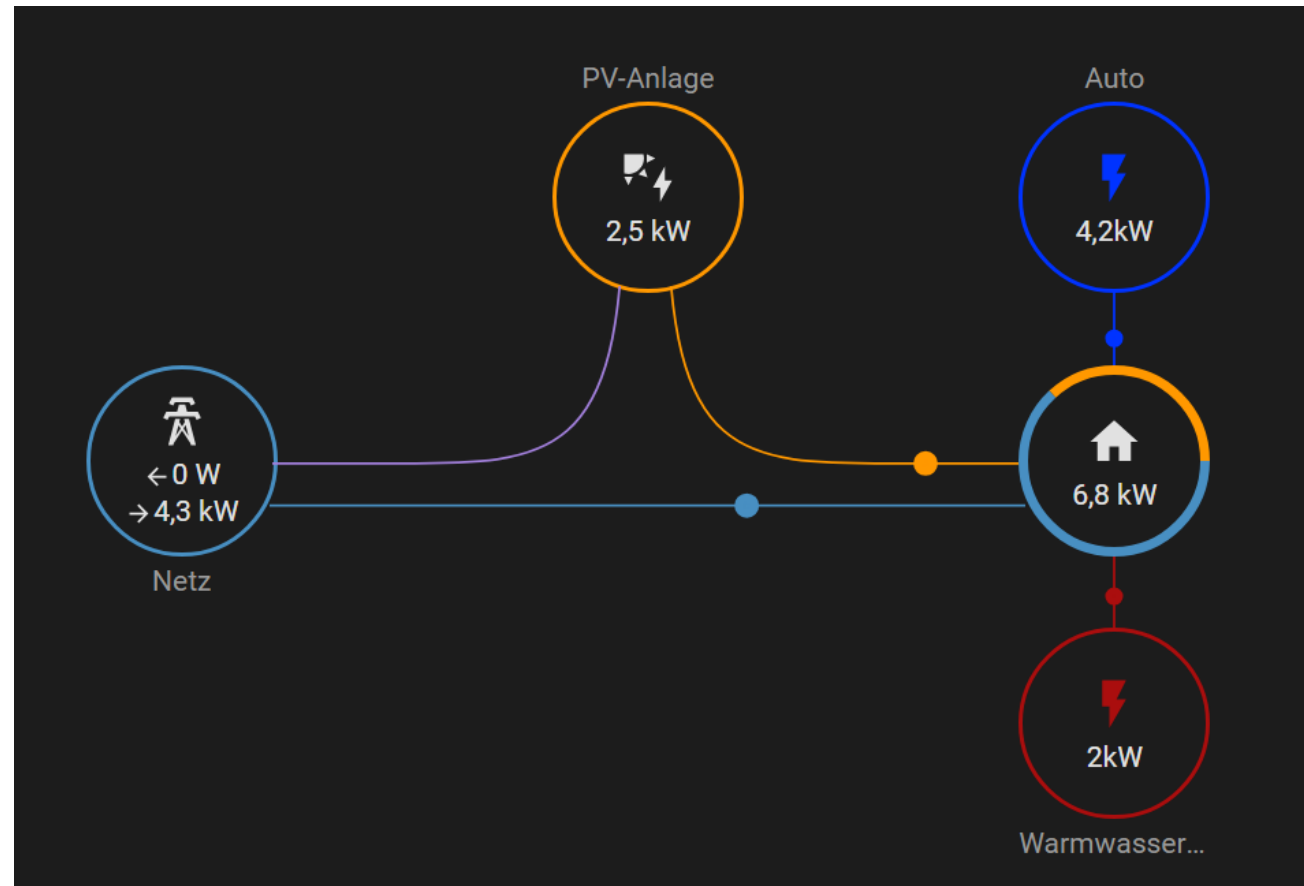 PV-Anlage
Auto
2,5 kW
4,2kW
←0 W
→4,3 kW
6,8 kW
Netz
2kW
Warmwasser...